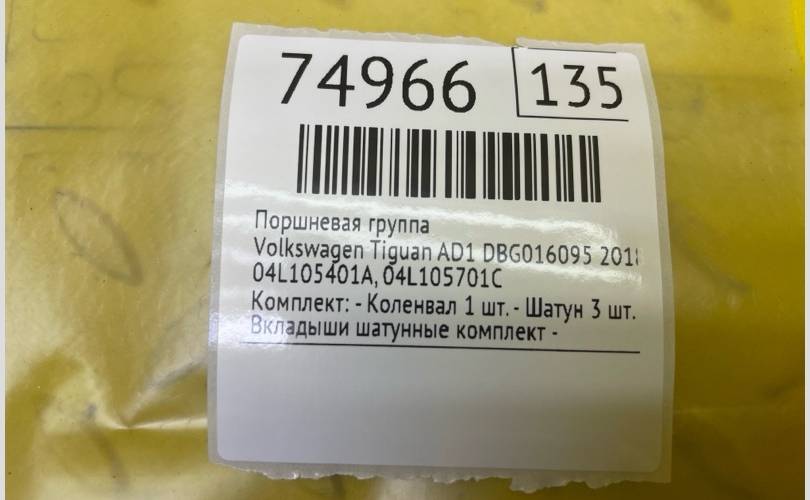 74966 135
Поршневая группа
Volkswagen Tiguan AD1 DBG016095 2018
04L105401A, 04L105701C
Комплект: - Коленвал 1 шт. - Шатун 3 шт.
Вкладыши шатунные комплект -